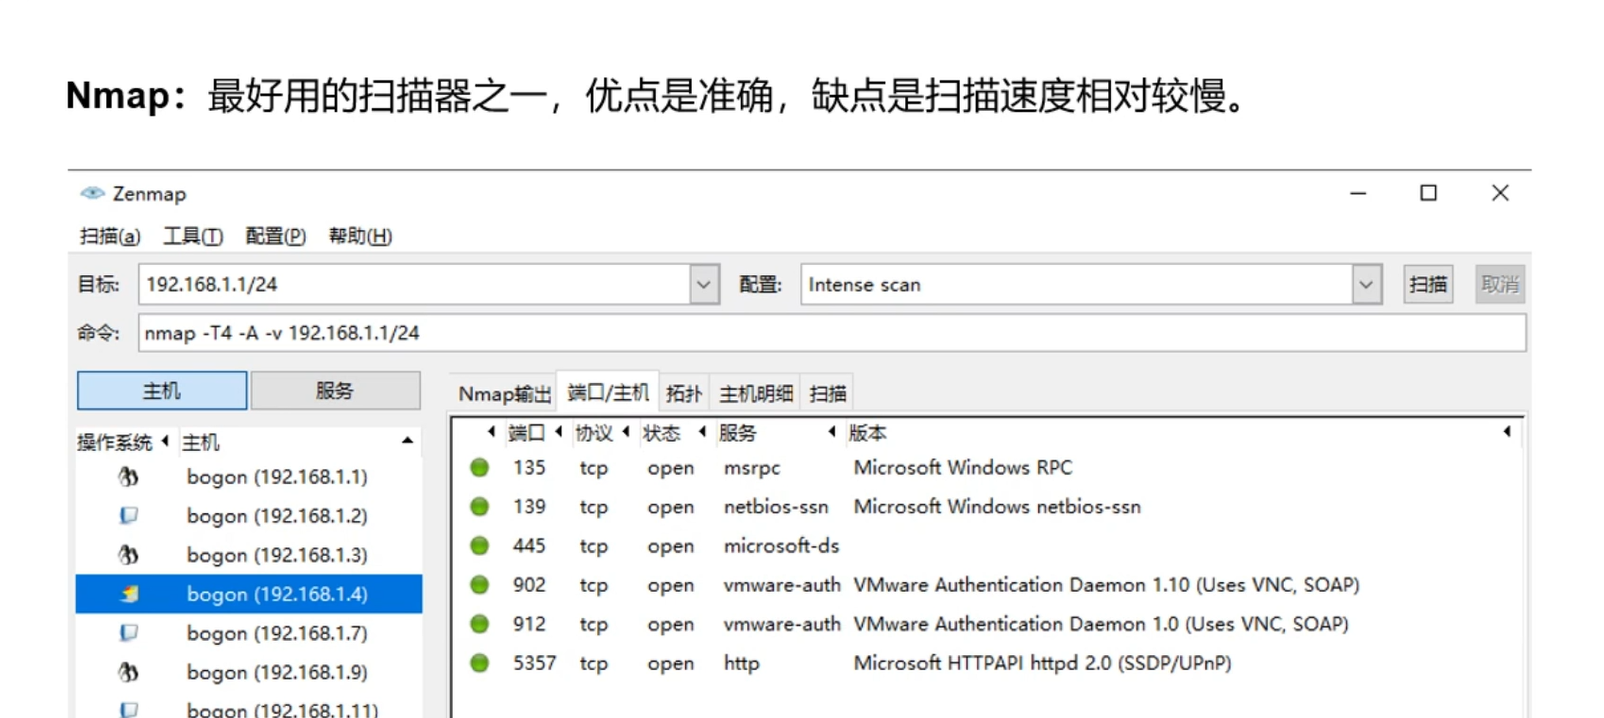 Nmap：最好用的扫描器之一，优点是准确，缺点是扫描速度相对较慢。
Zenmap
扫描(a) 工具(T) 配置(P) 帮助(H)
目标: 192.168.1.1/24 配置: Intense scan 扫描 取消
命令: nmap -T4 -A -v 192.168.1.1/24
主机 服务
Nmap输出 端口/主机 拓扑 主机明细 扫描
操作系统 主机
bogon (192.168.1.1)
bogon (192.168.1.2)
bogon (192.168.1.3)
bogon (192.168.1.4)
bogon (192.168.1.7)
bogon (192.168.1.9)
bogon (192.168.1.11)
端口 协议 状态 服务 版本
135 tcp open msrpc Microsoft Windows RPC
139 tcp open netbios-ssn Microsoft Windows netbios-ssn
445 tcp open microsoft-ds
902 tcp open vmware-auth VMware Authentication Daemon 1.10 (Uses VNC, SOAP)
912 tcp open vmware-auth VMware Authentication Daemon 1.0 (Uses VNC, SOAP)
5357 tcp open http Microsoft HTTPAPI httpd 2.0 (SSDP/UPnP)